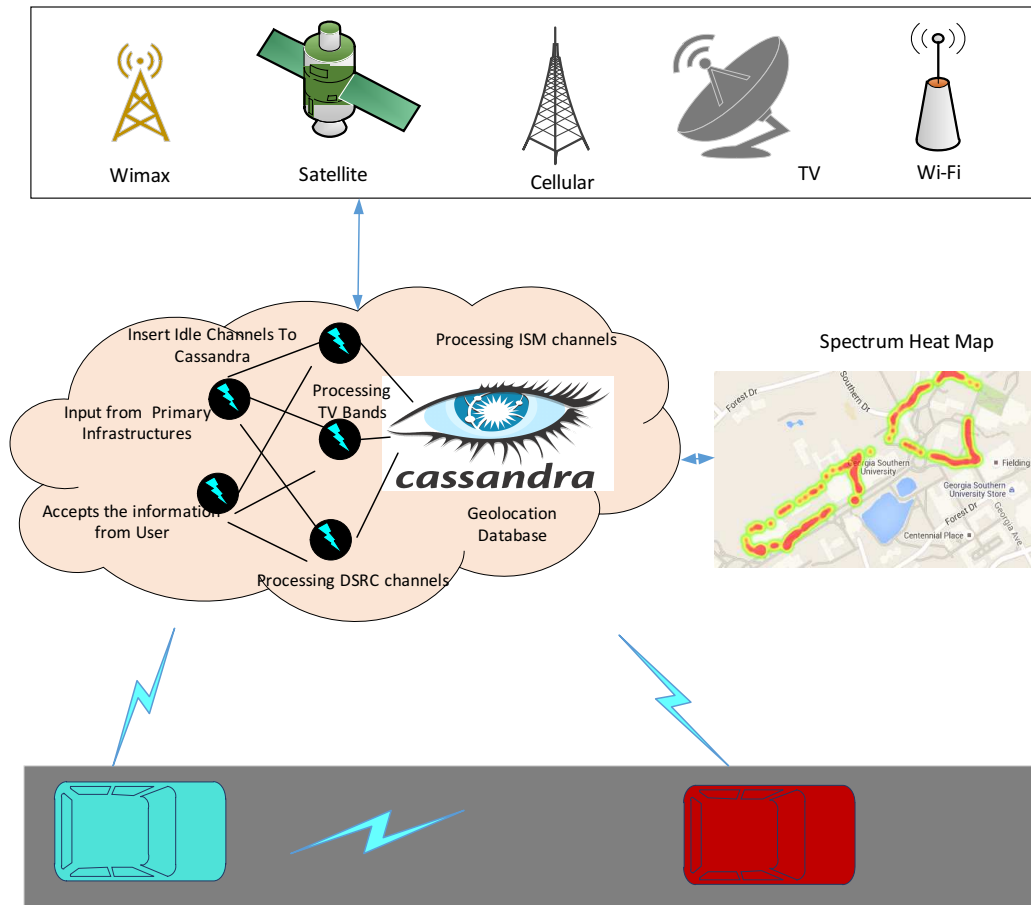 Wimax
Satellite
Cellular
TV
Wi-Fi
Insert Idle Channels To
Cassandra
Processing ISM channels
Input from Primary
Infrastructures
Processing
TV Bands
cassandra
Accepts the information
from User
Geolocation
Database
Processing DSRC channels
Spectrum Heat Map
Forest Dr
Southern Dr
Georgia Southern
University
Fielding
Georgia Southern
University Store
Forest Dr
Georgia Ave
Centennial Place